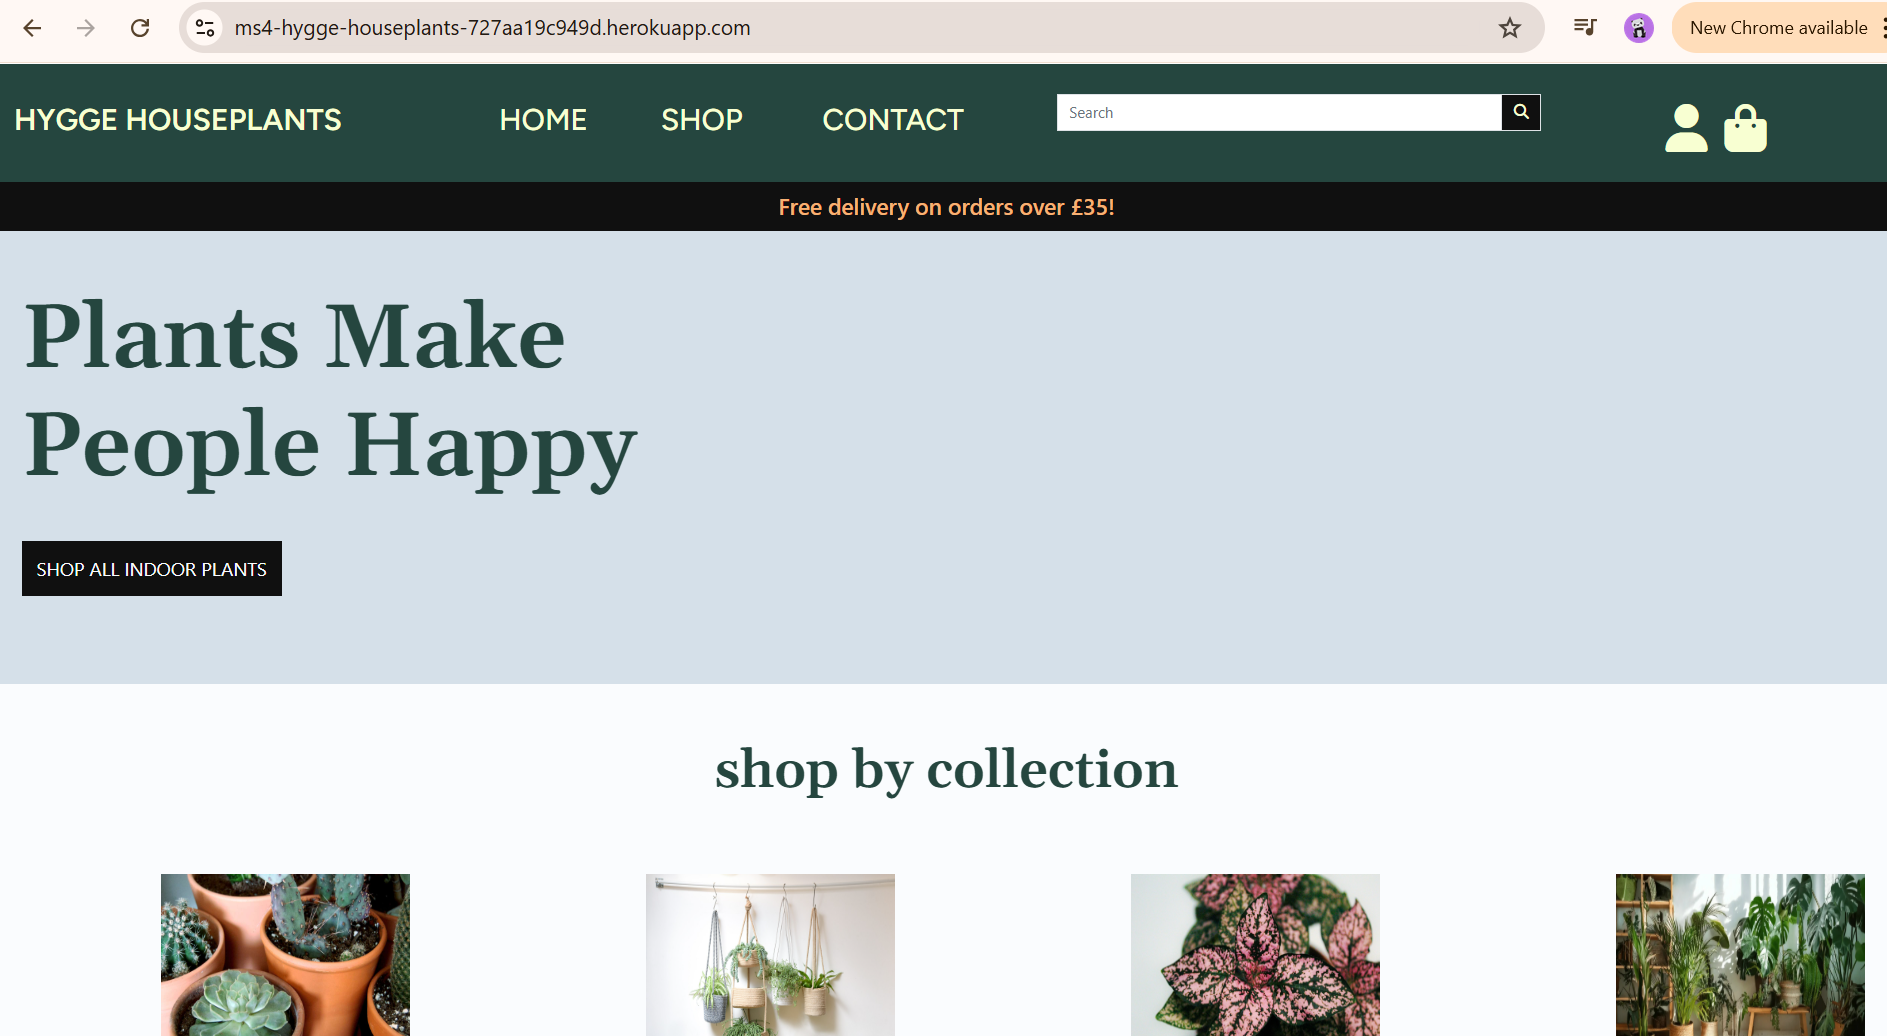 ms4-hygge-houseplants-727aa19c949d.herokuapp.com
New Chrome available
HYGGE HOUSEPLANTS
HOME
SHOP
CONTACT
Search
Free delivery on orders over £35!
Plants Make
People Happy
SHOP ALL INDOOR PLANTS
shop by collection